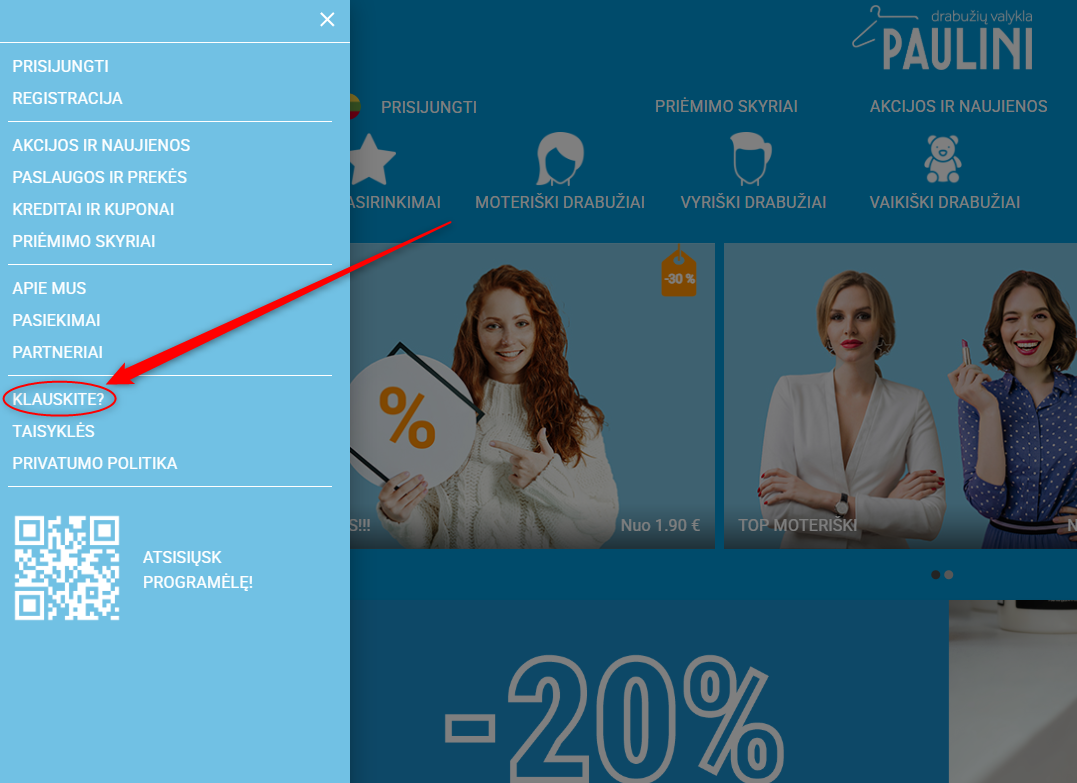 PRISIJUNGTI
REGISTRACIJA
AKCIJOS IR NAUJIENOS
PASLAUGOS IR PREKĖS
KREDITAI IR KUPONAI
PRIĖMIMO SKYRIAI
APIE MUS
PASIEKIMAI
PARTNERIAI
KLAUSKITE?
TAISYKLĖS
PRIVATUMO POLITIKA
ATSISIŲSK
PROGRAMĖLĘ!
drabužių valykla
PAULINI
PRISIJUNGTI PRIĖMIMO SKYRIAI AKCIJOS IR NAUJIENOS
ASIRINKIMAI MOTERIŠKI DRABUŽIAI VYRIŠKI DRABUŽIAI VAIKIŠKI DRABUŽIAI
-30 %
%
S!!! Nuo 1.90 € TOP MOTERIŠKI N
-20%